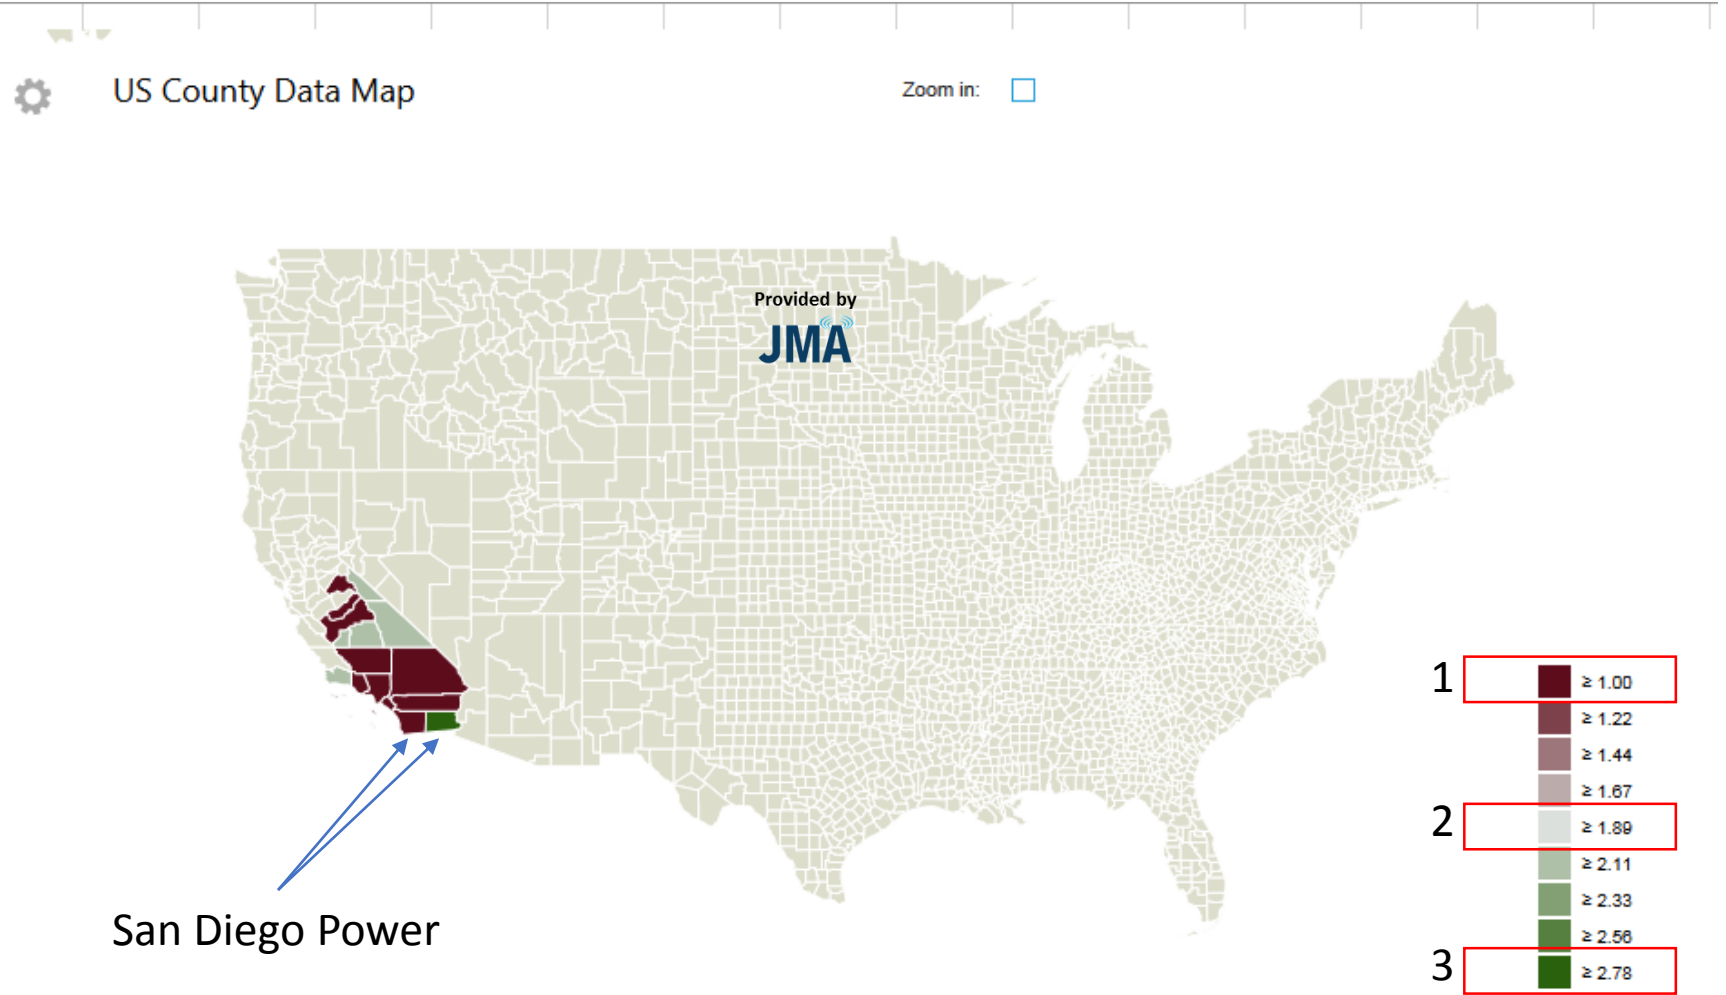 US County Data Map
Zoom in:
Provided by
JMA
1
≥ 1.00
≥ 1.22
≥ 1.44
≥ 1.67
2
≥ 1.89
≥ 2.11
≥ 2.33
≥ 2.56
3
≥ 2.78
San Diego Power